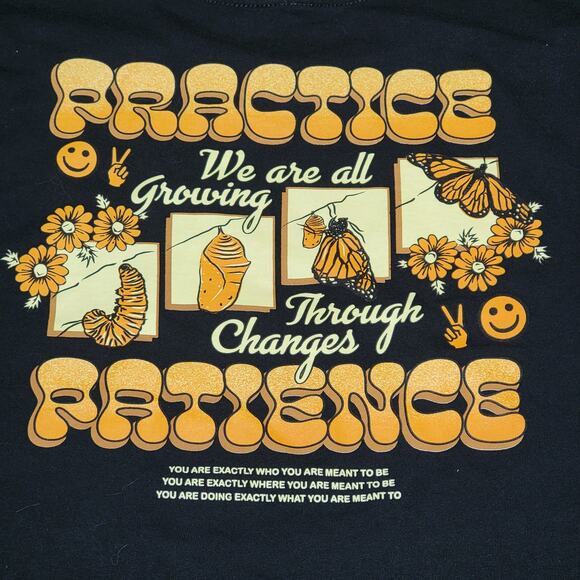 PRACTICE
We are all
Growing
Through
Changes
PATIENCE
YOU ARE EXACTLY WHO YOU ARE MEANT TO BE
YOU ARE EXACTLY WHERE YOU ARE MEANT TO BE
YOU ARE DOING EXACTLY WHAT YOU ARE MEANT TO